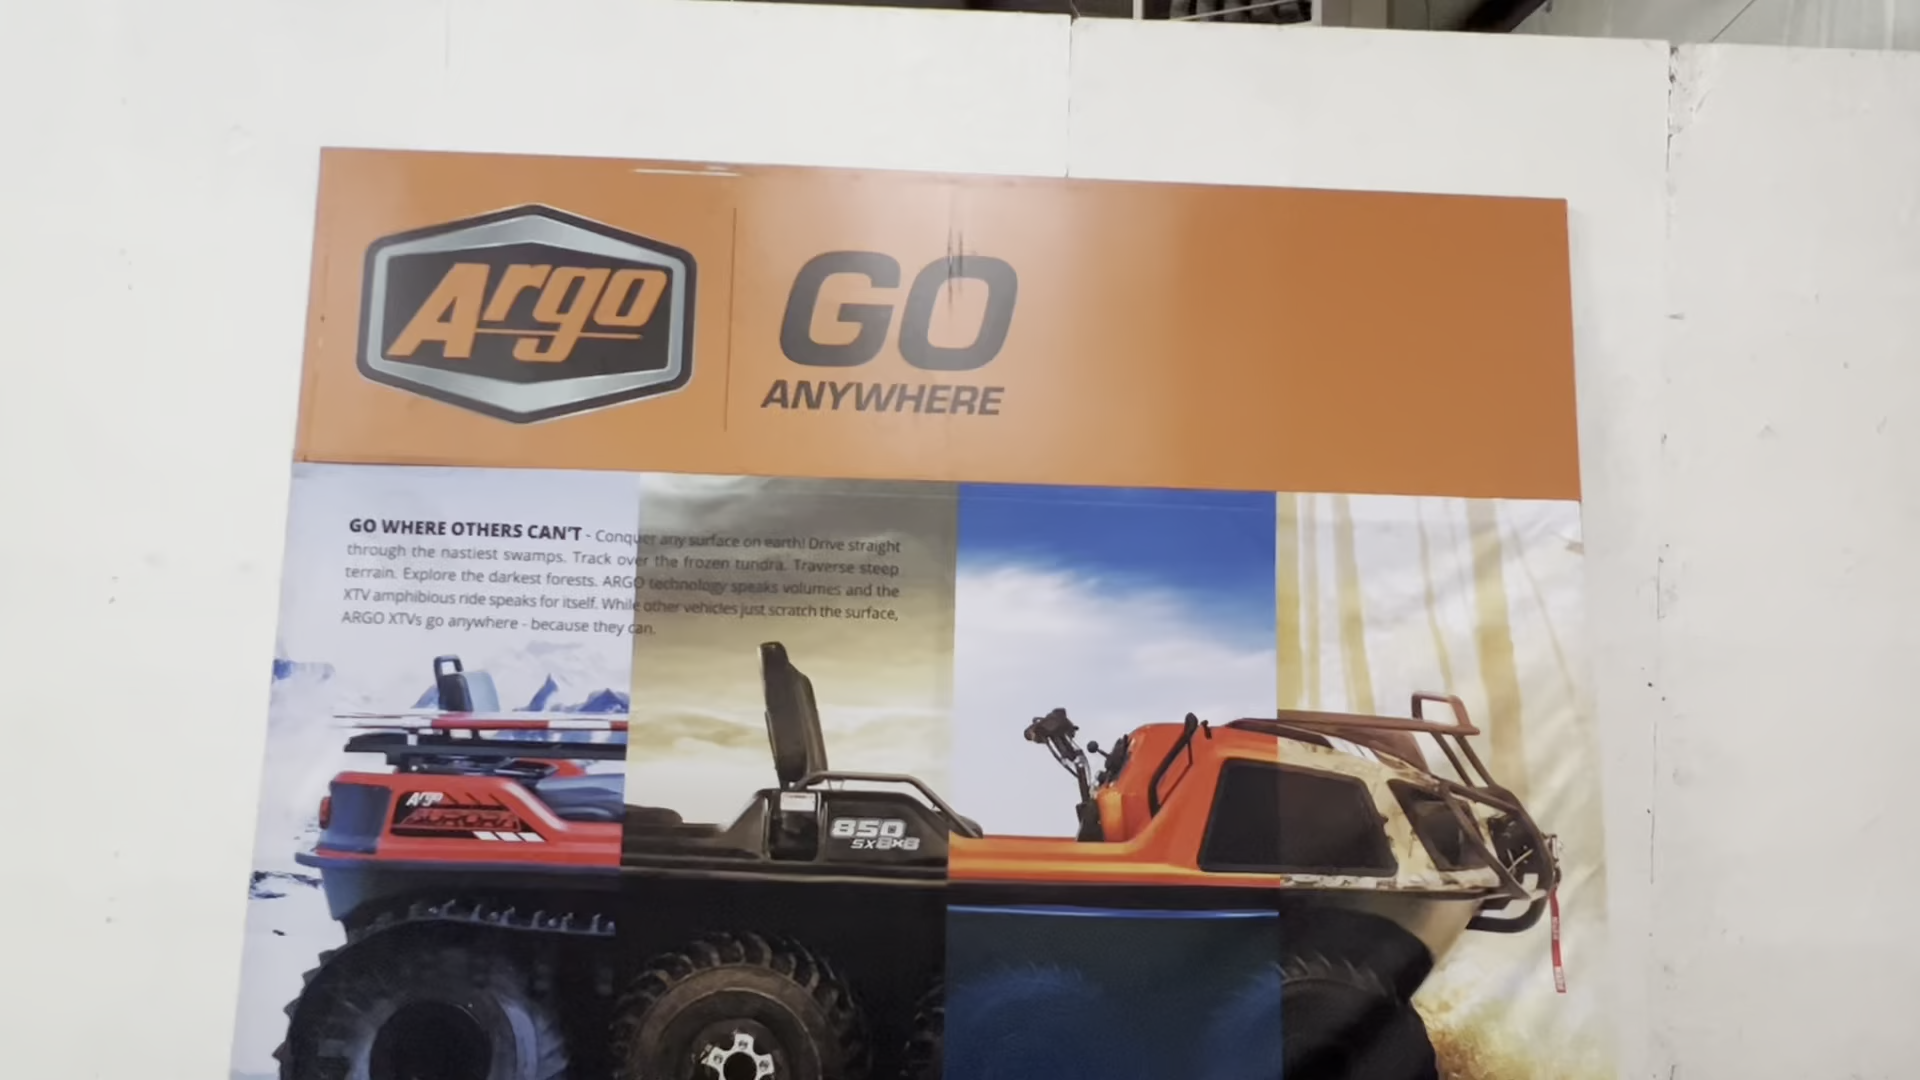 Argo
GO
ANYWHERE
GO WHERE OTHERS CAN'T - Conquer any surface on earth! Drive straight
through the nastiest swamps. Track over the frozen tundra. Traverse steep
terrain. Explore the darkest forests. ARGO technology speaks volumes and the
XTV amphibious ride speaks for itself. While other vehicles just scratch the surface,
ARGO XTVs go anywhere - because they can.
Argo
850
SX8x8